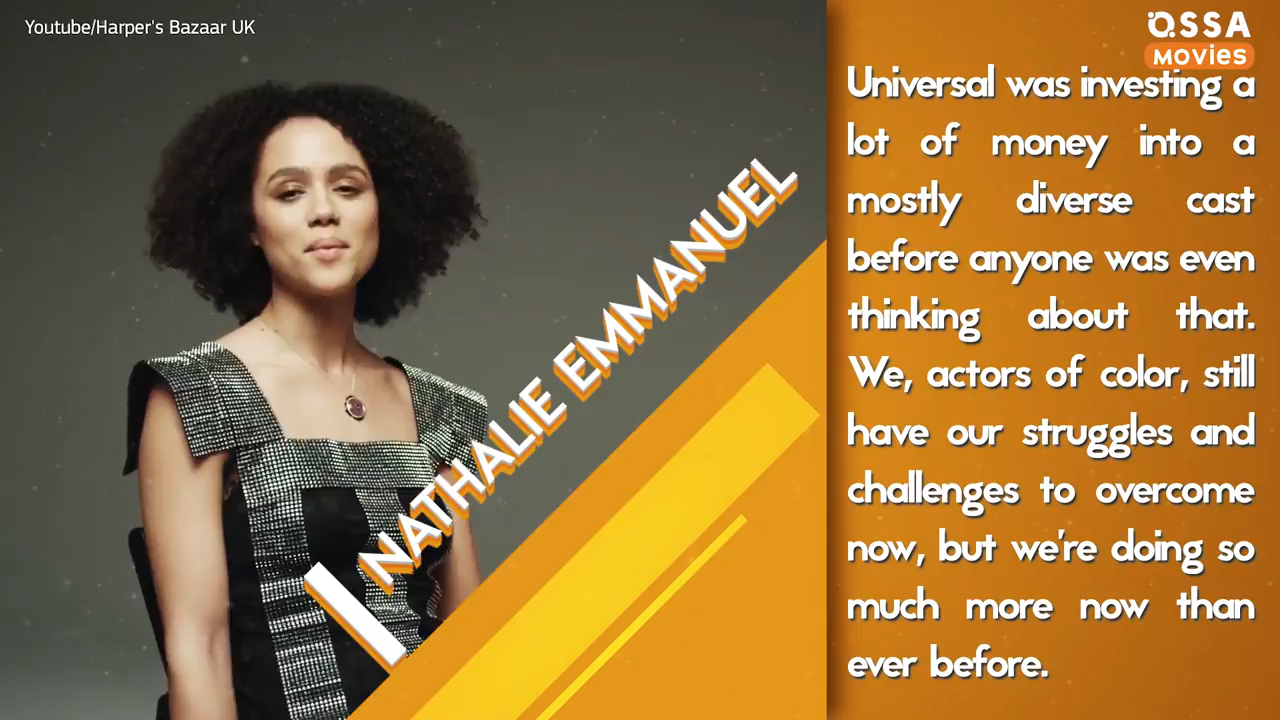 Youtube/Harper's Bazaar UK
OSSA
MOVIES
NATHALIE EMMANUEL
Universal was investing a
lot of money into a
mostly diverse cast
before anyone was even
thinking about that.
We, actors of color, still
have our struggles and
challenges to overcome
now, but we're doing so
much more now than
ever before.